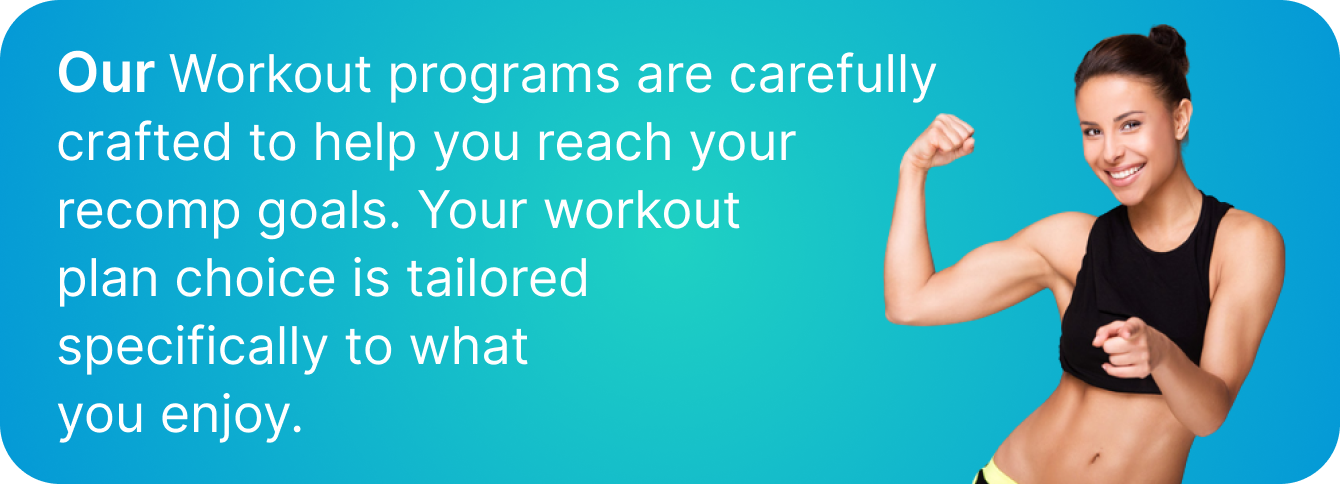 Our Workout programs are carefully
crafted to help you reach your
recomp goals. Your workout
plan choice is tailored
specifically to what
you enjoy.